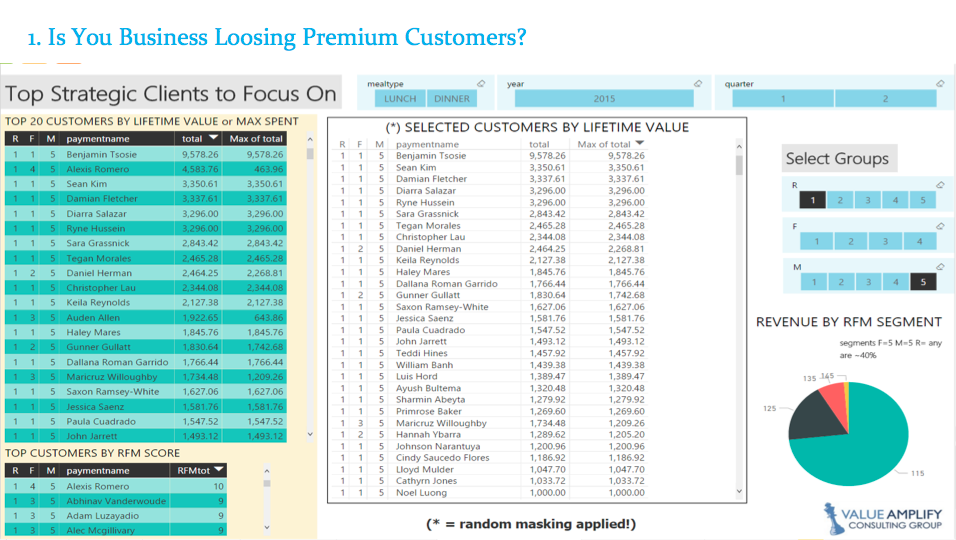 1. Is You Business Loosing Premium Customers?
Top Strategic Clients to Focus On
mealtype
LUNCH DINNER
year
2015
quarter
1 2
TOP 20 CUSTOMERS BY LIFETIME VALUE or MAX SPENT
R F M paymentname total Max of total
1 1 5 Benjamin Tsosie 9,578.26 9,578.26
1 4 5 Alexis Romero 4,583.76 463.96
1 1 5 Sean Kim 3,350.61 3,350.61
1 1 5 Damian Fletcher 3,337.61 3,337.61
1 1 5 Diarra Salazar 3,296.00 3,296.00
1 1 5 Ryne Hussein 3,296.00 3,296.00
1 1 5 Sara Grassnick 2,843.42 2,843.42
1 1 5 Tegan Morales 2,465.28 2,465.28
1 2 5 Daniel Herman 2,464.25 2,268.81
1 1 5 Christopher Lau 2,344.08 2,344.08
1 1 5 Keila Reynolds 2,127.38 2,127.38
1 3 5 Auden Allen 1,922.65 643.86
1 1 5 Haley Mares 1,845.76 1,845.76
1 2 5 Gunner Gullatt 1,830.64 1,742.68
1 1 5 Dallana Roman Garrido 1,766.44 1,766.44
1 3 5 Maricruz Willoughby 1,734.48 1,209.26
1 1 5 Saxon Ramsey-White 1,627.06 1,627.06
1 1 5 Jessica Saenz 1,581.76 1,581.76
1 1 5 Paula Cuadrado 1,547.52 1,547.52
1 1 5 John Jarrett 1,493.12 1,493.12
TOP CUSTOMERS BY RFM SCORE
R F M paymentname RFMtot
1 4 5 Alexis Romero 10
1 3 5 Abhinav Vanderwoude 9
1 3 5 Adam Luzayadio 9
1 3 5 Alec Mcgillivary 9
(*) SELECTED CUSTOMERS BY LIFETIME VALUE
R F M paymentname total Max of total
1 1 5 Benjamin Tsosie 9,578.26 9,578.26
1 1 5 Sean Kim 3,350.61 3,350.61
1 1 5 Damian Fletcher 3,337.61 3,337.61
1 1 5 Diarra Salazar 3,296.00 3,296.00
1 1 5 Ryne Hussein 3,296.00 3,296.00
1 1 5 Sara Grassnick 2,843.42 2,843.42
1 1 5 Tegan Morales 2,465.28 2,465.28
1 1 5 Christopher Lau 2,344.08 2,344.08
1 2 5 Daniel Herman 2,464.25 2,268.81
1 1 5 Keila Reynolds 2,127.38 2,127.38
1 1 5 Haley Mares 1,845.76 1,845.76
1 1 5 Dallana Roman Garrido 1,766.44 1,766.44
1 2 5 Gunner Gullatt 1,830.64 1,742.68
1 1 5 Saxon Ramsey-White 1,627.06 1,627.06
1 1 5 Jessica Saenz 1,581.76 1,581.76
1 1 5 Paula Cuadrado 1,547.52 1,547.52
1 1 5 John Jarrett 1,493.12 1,493.12
1 1 5 Teddi Hines 1,457.92 1,457.92
1 1 5 William Banh 1,439.38 1,439.38
1 1 5 Luis Hord 1,389.47 1,389.47
1 1 5 Ayush Bultema 1,320.48 1,320.48
1 1 5 Sharmin Abeyta 1,279.92 1,279.92
1 1 5 Primrose Baker 1,269.60 1,269.60
1 3 5 Maricruz Willoughby 1,734.48 1,209.26
1 2 5 Hannah Ybarra 1,289.62 1,205.20
1 1 5 Johnson Narantuya 1,200.96 1,200.96
1 1 5 Cindy Saucedo Flores 1,186.92 1,186.92
1 1 5 Lloyd Mulder 1,047.70 1,047.70
1 1 5 Cathyrn Jones 1,033.72 1,033.72
1 1 5 Noel Luong 1,000.00 1,000.00
(* = random masking applied!)
Select Groups
R
1 2 3 4 5
F
1 2 3 4
M
1 2 3 4 5
REVENUE BY RFM SEGMENT
segments F=5 M=5 R= any
are ~40%
135 145
125
115
VALUE AMPLIFY
CONSULTING GROUP